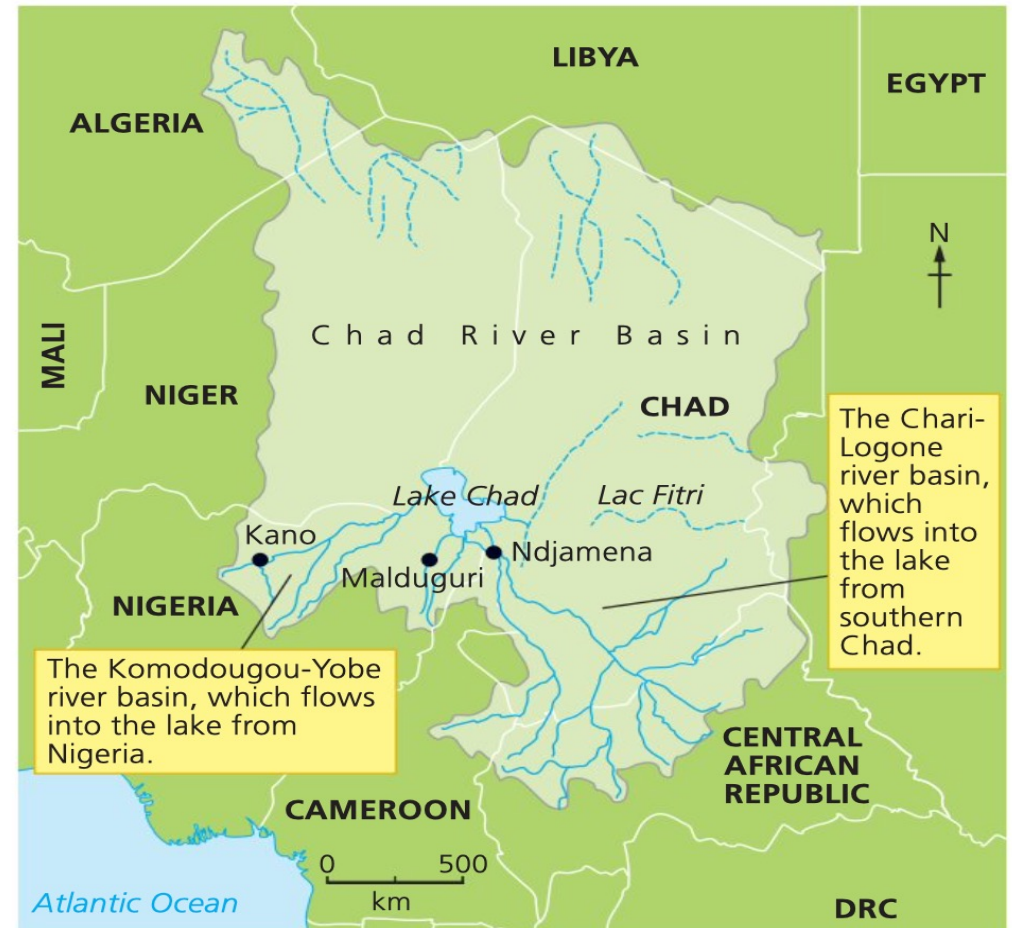 LIBYA
EGYPT
ALGERIA
N
Chad River Basin
MALI
NIGER
CHAD
The Chari-
Logone
river basin,
which
flows into
the lake
from
southern
Chad.
Lake Chad
Lac Fitri
Kano
Ndjamena
Malduguri
NIGERIA
The Komodougou-Yobe
river basin, which flows
into the lake from
Nigeria.
CENTRAL
AFRICAN
REPUBLIC
CAMEROON
0 500
km
Atlantic Ocean
DRC